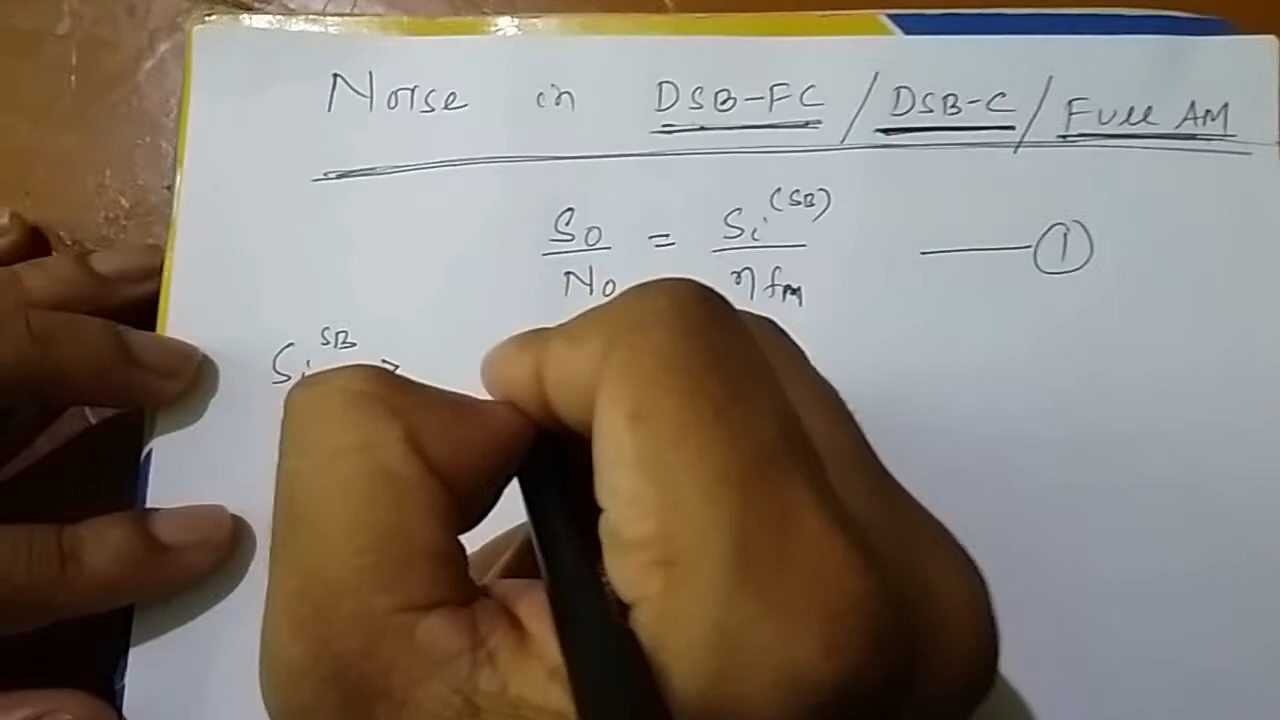 Noise in DSB-FC / DSB-C / Full AM
So/No = Si^(SB)/ηfm —— ①
Si^SB →